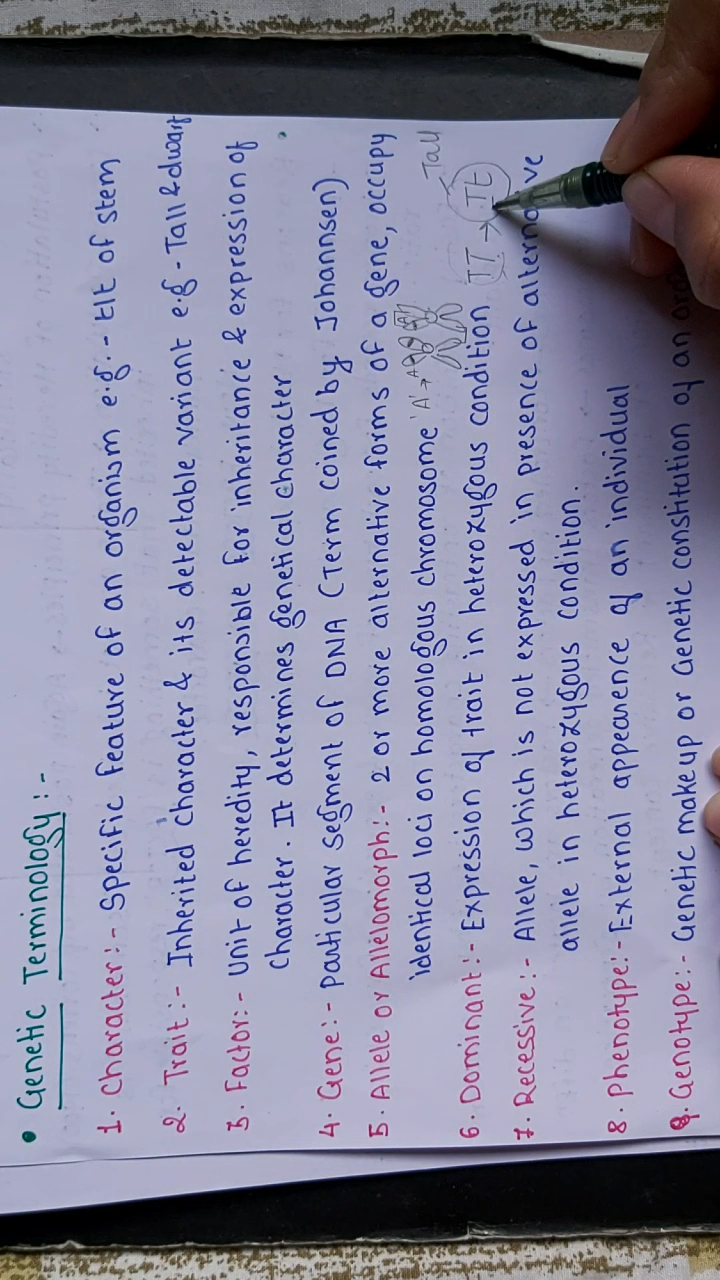 • Genetic Terminology :-
1. Character :- Specific feature of an organism e.g. :- Ht of stem
2. Trait :- Inherited character & its detectable variant e.g - Tall & dwarf
3. Factor :- Unit of heredity, responsible for inheritance & expression of
character. It determines genetical character
4. Gene :- Particular segment of DNA (Term coined by Johannsen)
5. Allele or Allelomorph :- 2 or more alternative forms of a gene, occupy
identical loci on homologous chromosome 'A' → A
Tall
6. Dominant :- Expression of trait in heterozygous condition TT → Tt
7. Recessive :- Allele, which is not expressed in presence of
allele in heterozygous condition.
8. Phenotype :- External appearence of an individual
9. Genotype :- Genetic makeup or Genetic constitution of an